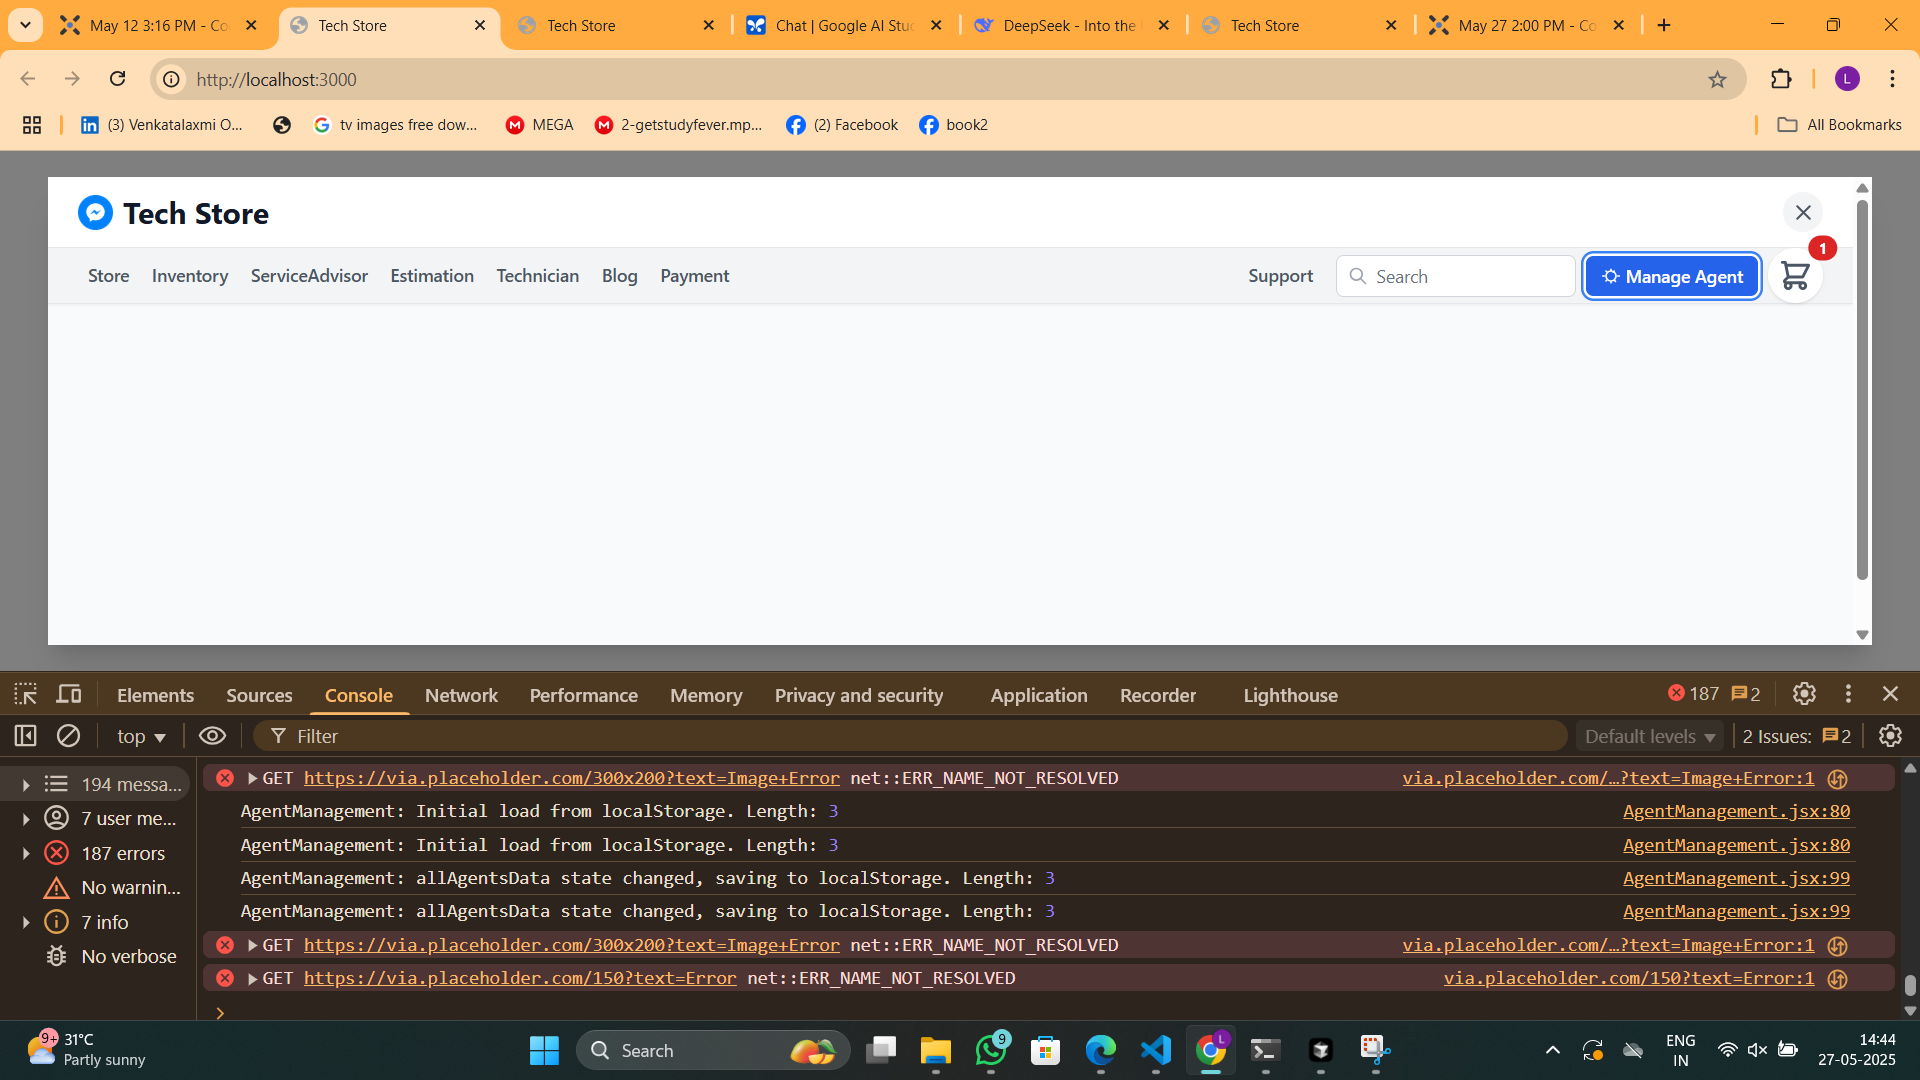 May 12 3:16 PM - Co
Tech Store
Tech Store
Chat | Google AI Stud
DeepSeek - Into the
Tech Store
May 27 2:00 PM - Co
http://localhost:3000
L
(3) Venkatalaxmi O...
tv images free dow...
MEGA
2-getstudyfever.mp...
(2) Facebook
book2
All Bookmarks
Tech Store
1
Store Inventory ServiceAdvisor Estimation Technician Blog Payment Support Search Manage Agent
Elements Sources Console Network Performance Memory Privacy and security Application Recorder Lighthouse 187 2
top Filter Default levels 2 Issues: 2
194 messa...
7 user me...
187 errors
No warnin...
7 info
No verbose
GET https://via.placeholder.com/300x200?text=Image+Error net::ERR_NAME_NOT_RESOLVED via.placeholder.com/…?text=Image+Error:1
AgentManagement: Initial load from localStorage. Length: 3 AgentManagement.jsx:80
AgentManagement: Initial load from localStorage. Length: 3 AgentManagement.jsx:80
AgentManagement: allAgentsData state changed, saving to localStorage. Length: 3 AgentManagement.jsx:99
AgentManagement: allAgentsData state changed, saving to localStorage. Length: 3 AgentManagement.jsx:99
GET https://via.placeholder.com/300x200?text=Image+Error net::ERR_NAME_NOT_RESOLVED via.placeholder.com/…?text=Image+Error:1
GET https://via.placeholder.com/150?text=Error net::ERR_NAME_NOT_RESOLVED via.placeholder.com/150?text=Error:1
9+
31°C
Partly sunny
Search
9
L
ENG
IN
14:44
27-05-2025